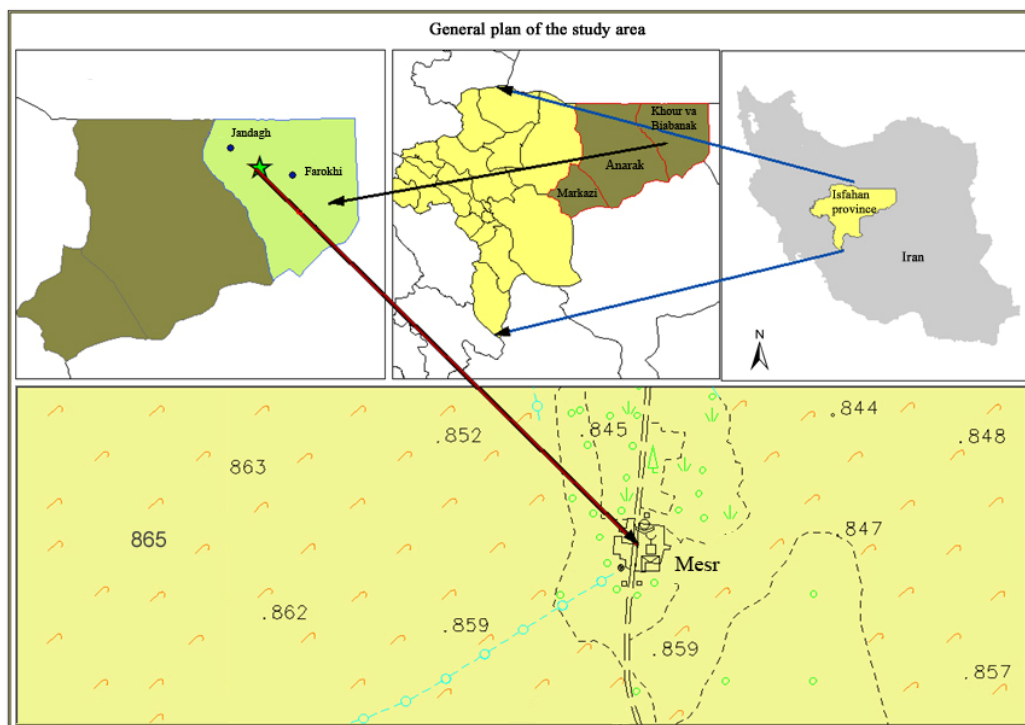 General plan of the study area
Jandagh
Farokhi
Khour va
Biabanak
Anarak
Markazi
Isfahan
province
Iran
N
.844
.845
.852
.848
863
865
.847
Mesr
.862
.859
.859
.857